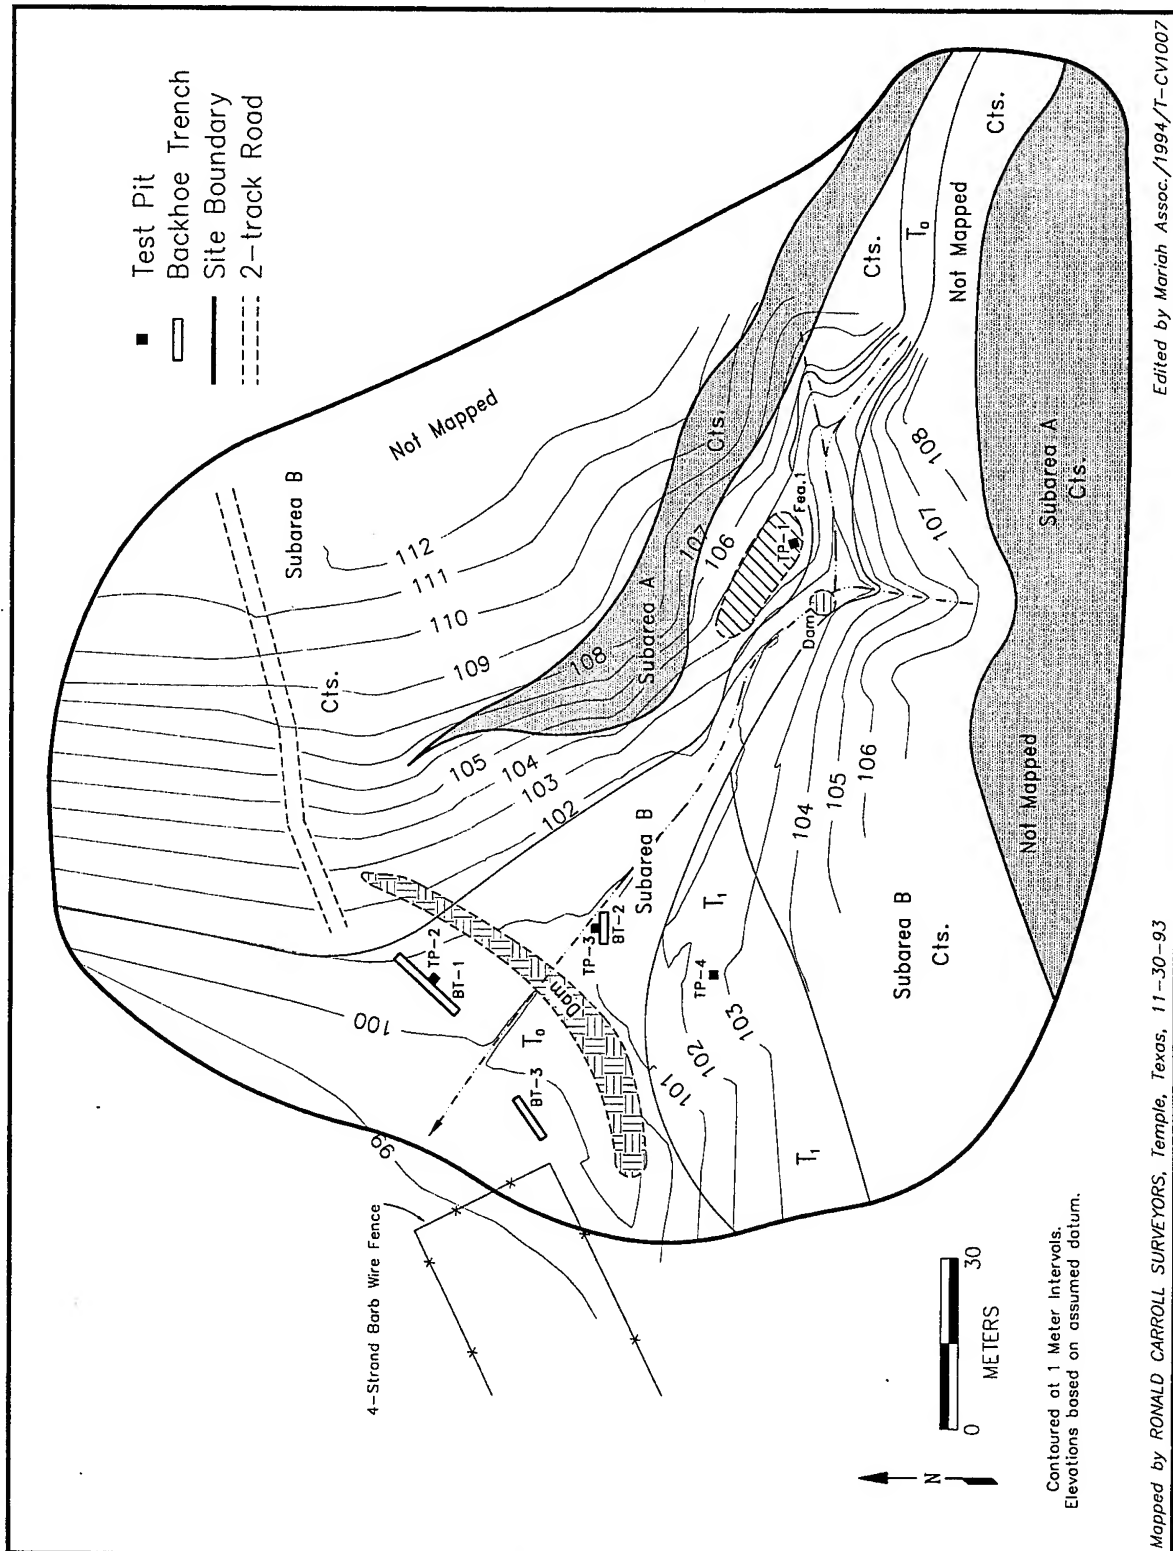 Test Pit
Backhoe Trench
Site Boundary
2-track Road
Subarea B
Not Mapped
112
111
110
109
108
Cts.
Cts.
Subarea A
107
106
105
104
103
102
Fea.1
TP-1
Dam
Cts.
T0
Not Mapped
Cts.
108
107
Subarea A
Cts.
Not Mapped
106
105
104
Subarea B
TP-2
BT-1
TP-3
BT-2
Dam
100
T0
BT-3
99
T1
TP-4
103
102
101
T1
Subarea B
Cts.
4-Strand Barb Wire Fence
0
30
METERS
N
Contoured at 1 Meter Intervals.
Elevations based on assumed datum.
Mapped by RONALD CARROLL SURVEYORS, Temple, Texas, 11-30-93
Edited by Mariah Assoc./1994/T-CV1007